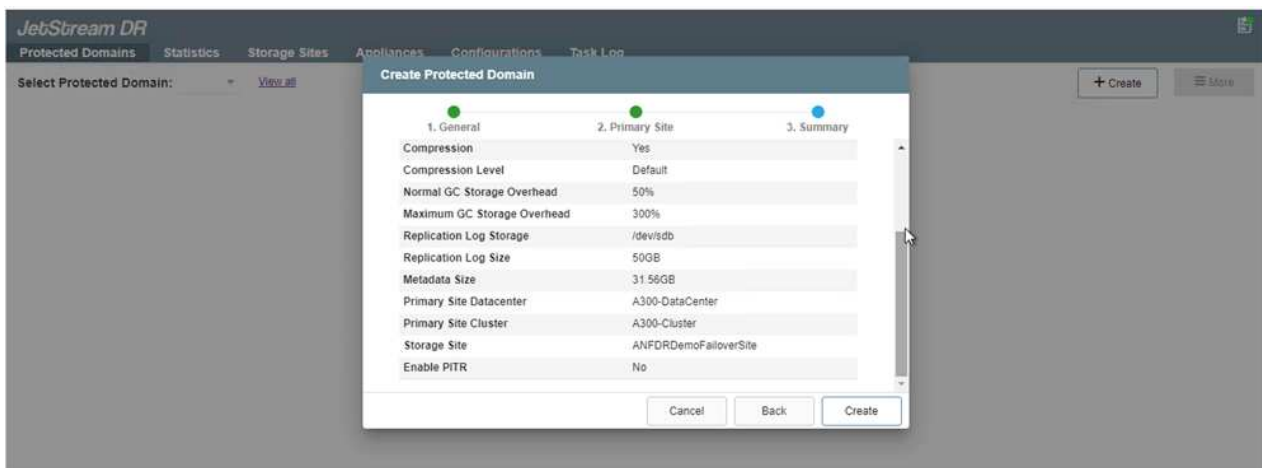 JetStream DR
Protected Domains Statistics Storage Sites Appliances Configurations Task Log
Select Protected Domain: View all
+ Create
More
Create Protected Domain
1. General 2. Primary Site 3. Summary
Compression Yes
Compression Level Default
Normal GC Storage Overhead 50%
Maximum GC Storage Overhead 300%
Replication Log Storage /dev/sdb
Replication Log Size 50GB
Metadata Size 31.56GB
Primary Site Datacenter A300-DataCenter
Primary Site Cluster A300-Cluster
Storage Site ANFDRDemoFailoverSite
Enable PITR No
Cancel Back Create